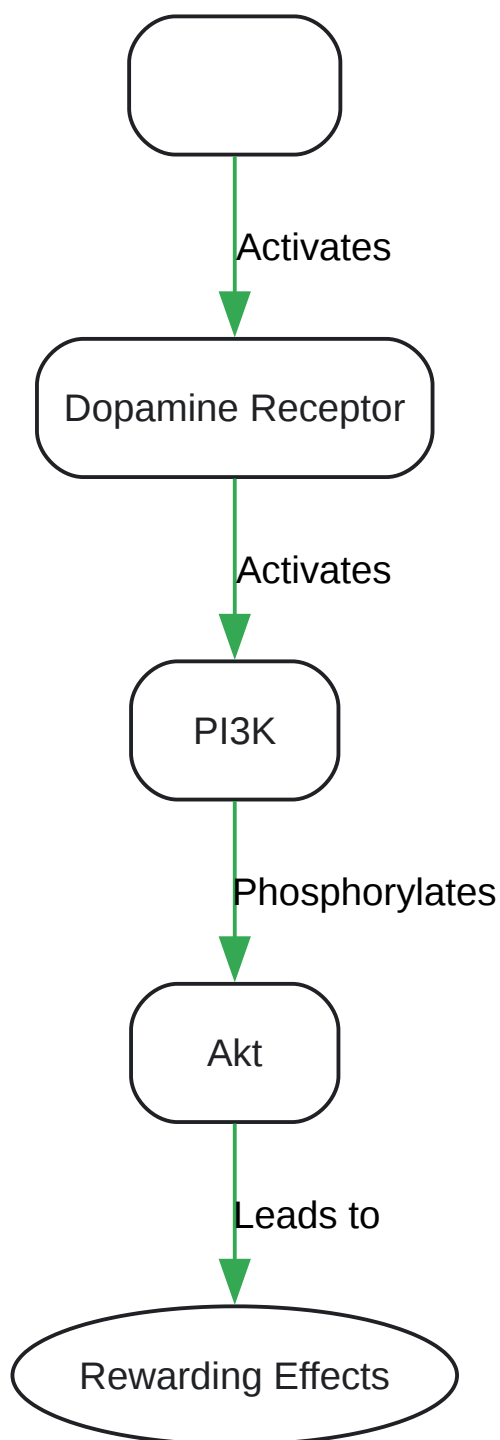 Activates
Dopamine Receptor
Activates
PI3K
Phosphorylates
Akt
Leads to
Rewarding Effects